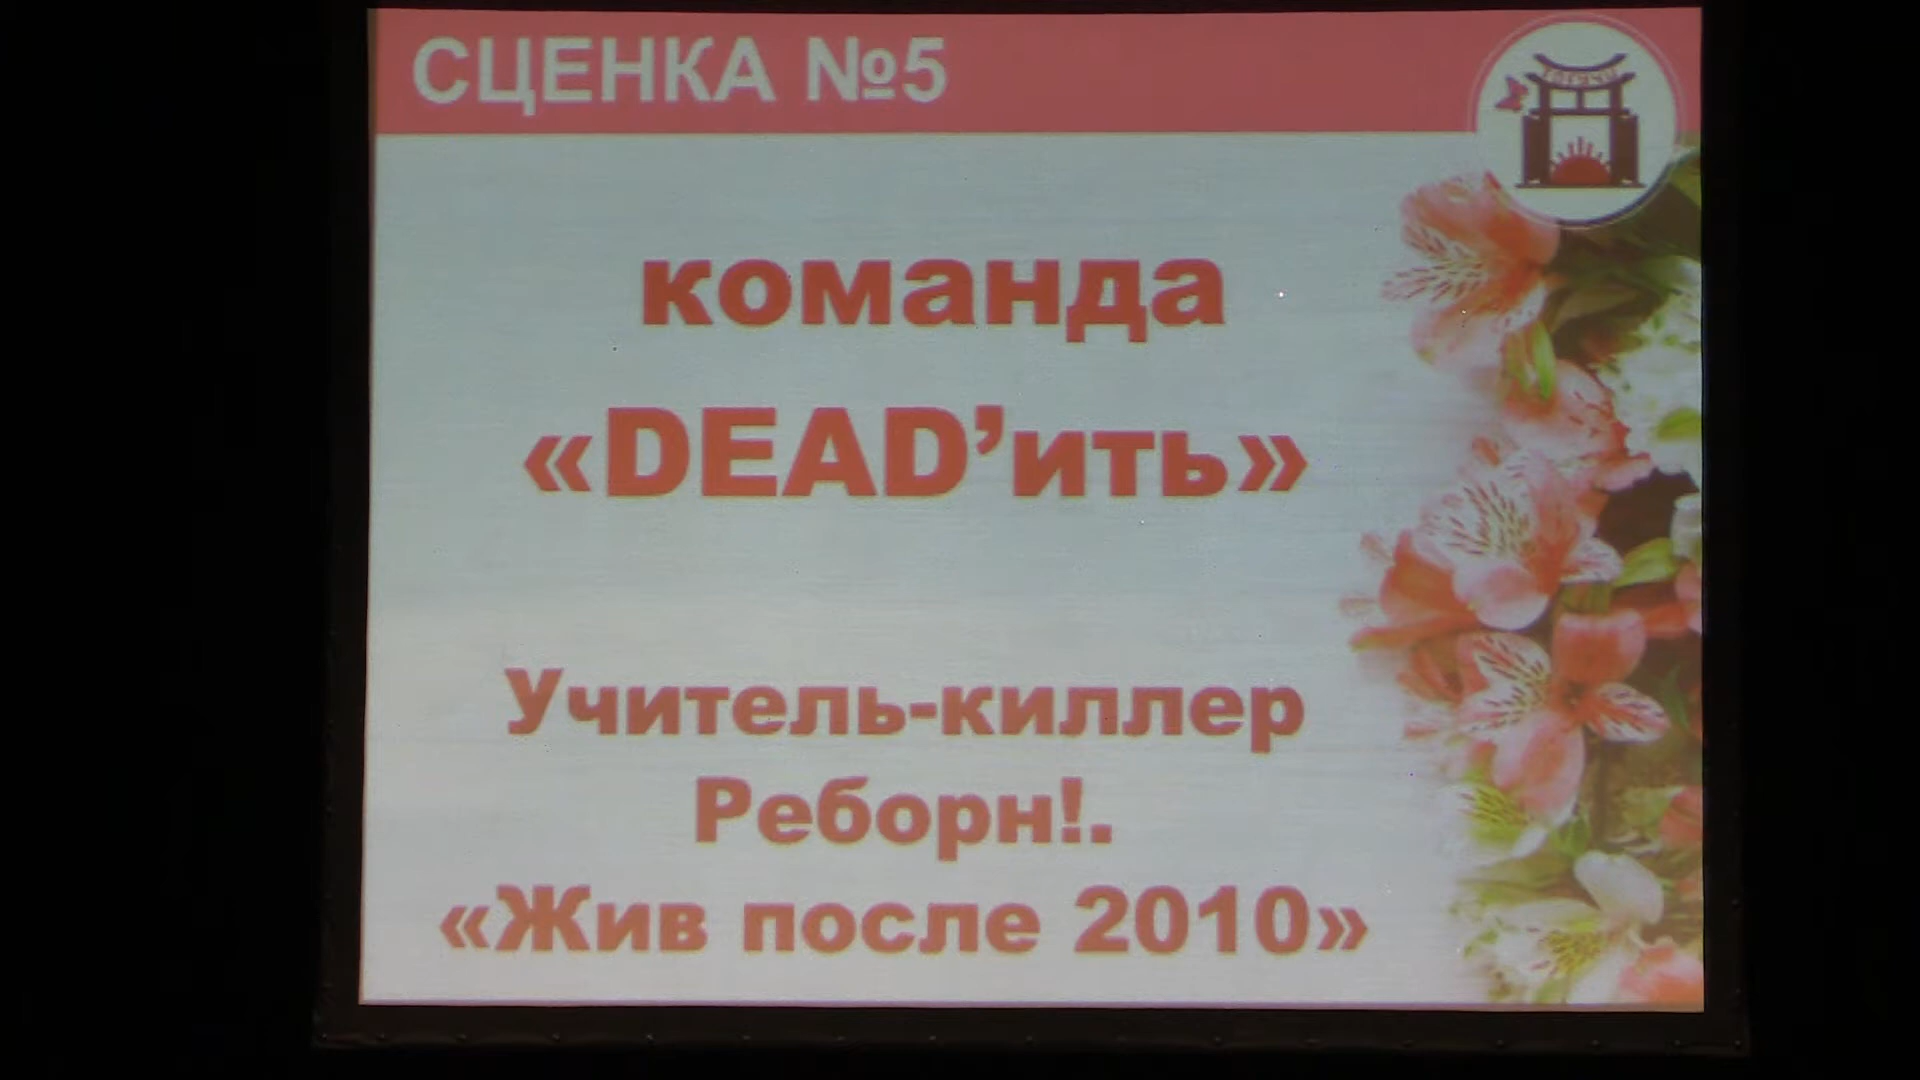 СЦЕНКА №5
команда
«DEAD’ить»
Учитель-киллер
Реборн!.
«Жив после 2010»